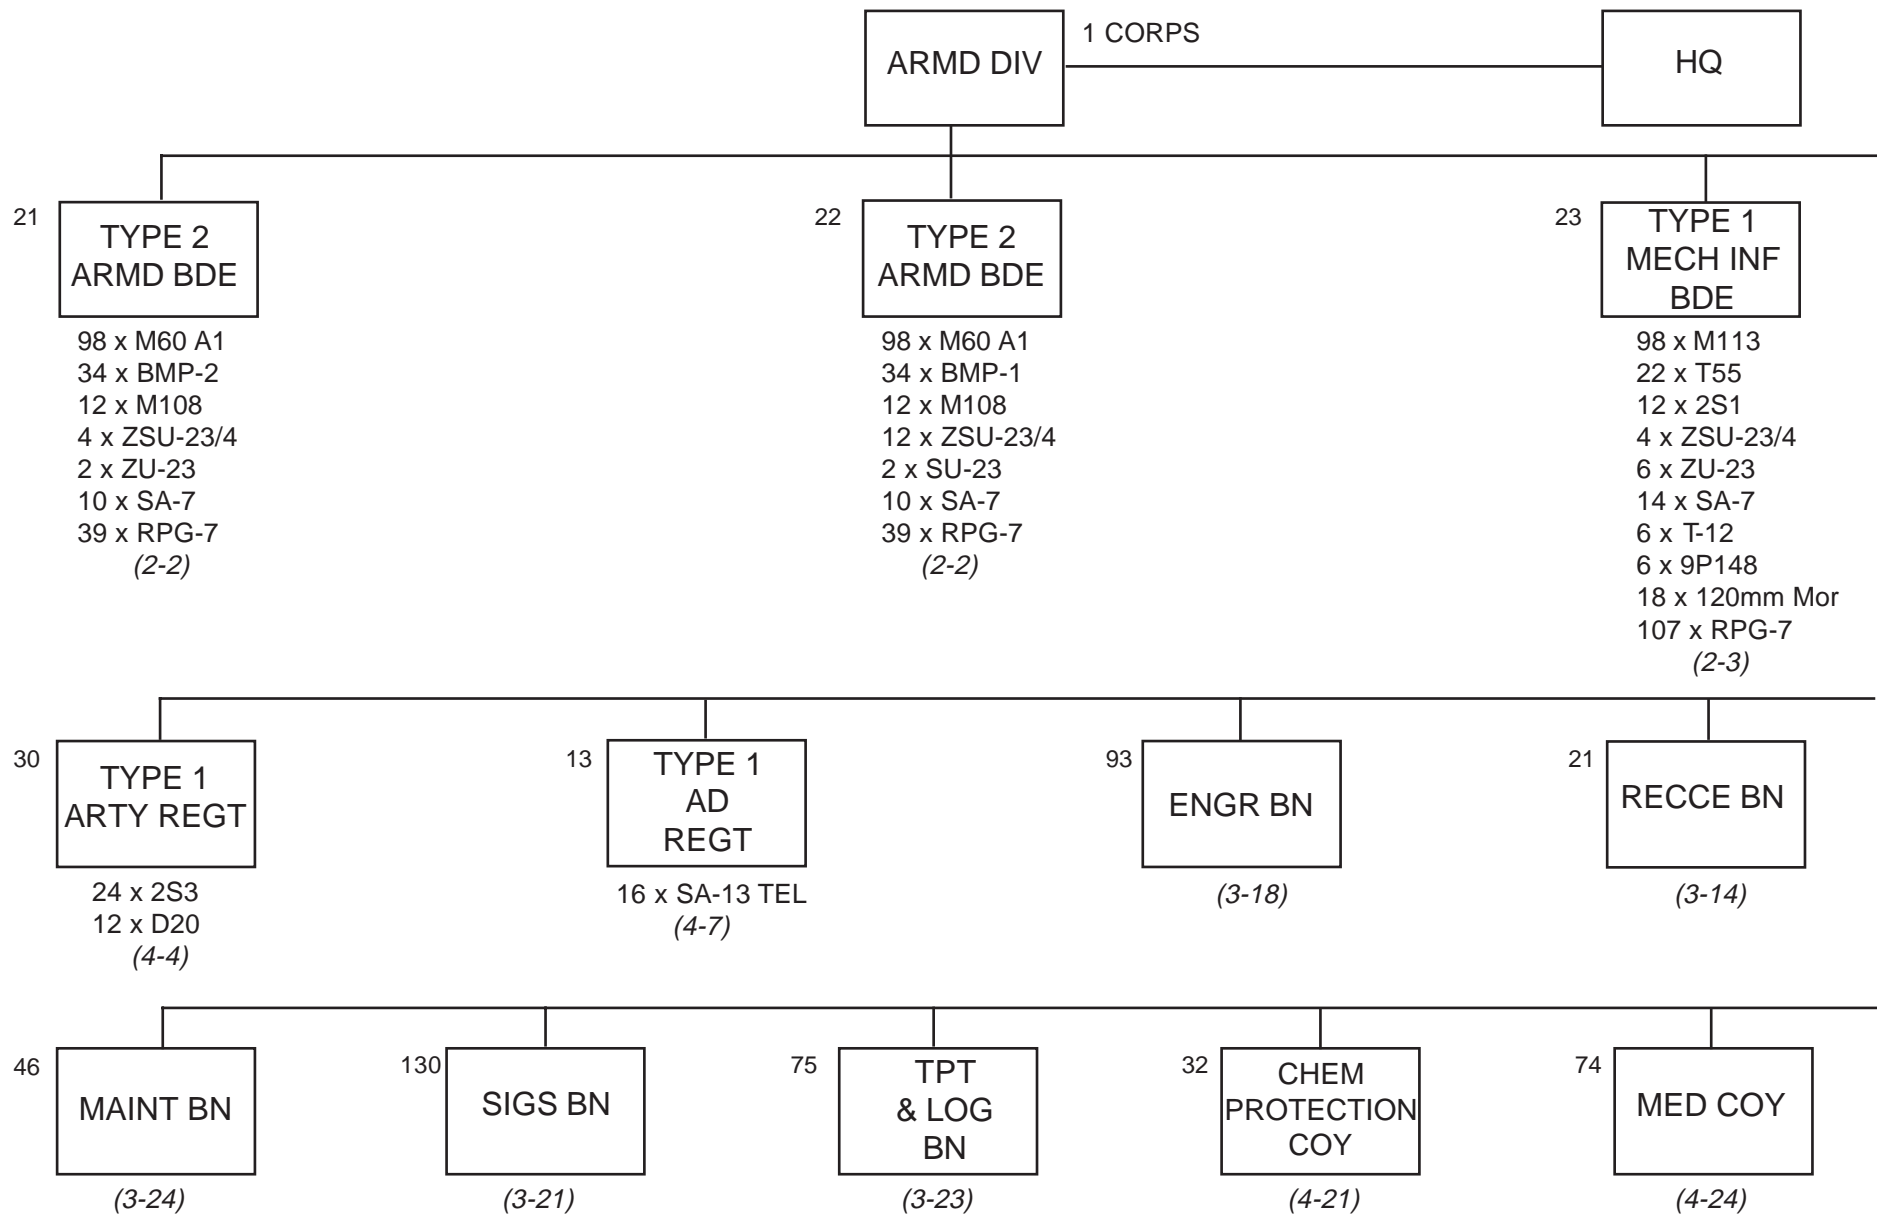 1 CORPS
ARMD DIV
HQ
21
TYPE 2
ARMD BDE
98 x M60 A1
34 x BMP-2
12 x M108
4 x ZSU-23/4
2 x ZU-23
10 x SA-7
39 x RPG-7
(2-2)
22
TYPE 2
ARMD BDE
98 x M60 A1
34 x BMP-1
12 x M108
12 x ZSU-23/4
2 x SU-23
10 x SA-7
39 x RPG-7
(2-2)
23
TYPE 1
MECH INF
BDE
98 x M113
22 x T55
12 x 2S1
4 x ZSU-23/4
6 x ZU-23
14 x SA-7
6 x T-12
6 x 9P148
18 x 120mm Mor
107 x RPG-7
(2-3)
30
TYPE 1
ARTY REGT
24 x 2S3
12 x D20
(4-4)
13
TYPE 1
AD
REGT
16 x SA-13 TEL
(4-7)
93
ENGR BN
(3-18)
21
RECCE BN
(3-14)
46
MAINT BN
(3-24)
130
SIGS BN
(3-21)
75
TPT
& LOG
BN
(3-23)
32
CHEM
PROTECTION
COY
(4-21)
74
MED COY
(4-24)